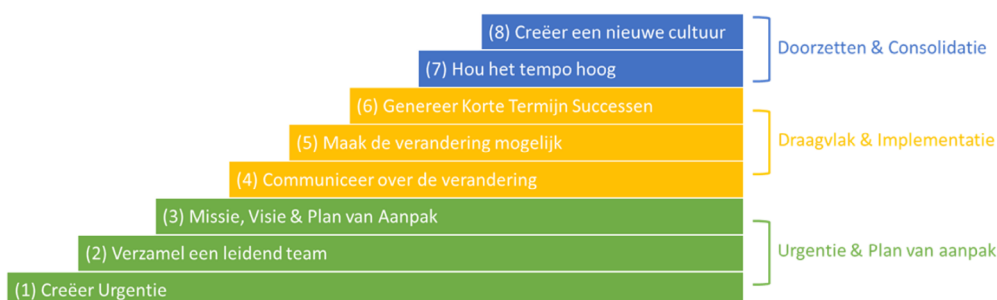 (8) Creëer een nieuwe cultuur
(7) Hou het tempo hoog
Doorzetten & Consolidatie
(6) Genereer Korte Termijn Successen
(5) Maak de verandering mogelijk
(4) Communiceer over de verandering
Draagvlak & Implementatie
(3) Missie, Visie & Plan van Aanpak
(2) Verzamel een leidend team
(1) Creëer Urgentie
Urgentie & Plan van aanpak